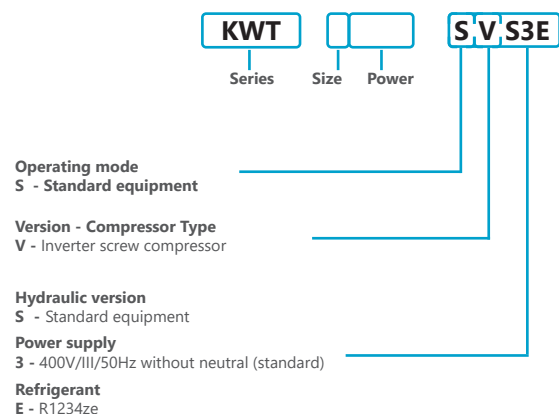 KWT S V S3E
Series Size Power
Operating mode
S - Standard equipment
Version - Compressor Type
V - Inverter screw compressor
Hydraulic version
S - Standard equipment
Power supply
3 - 400V/III/50Hz without neutral (standard)
Refrigerant
E - R1234ze